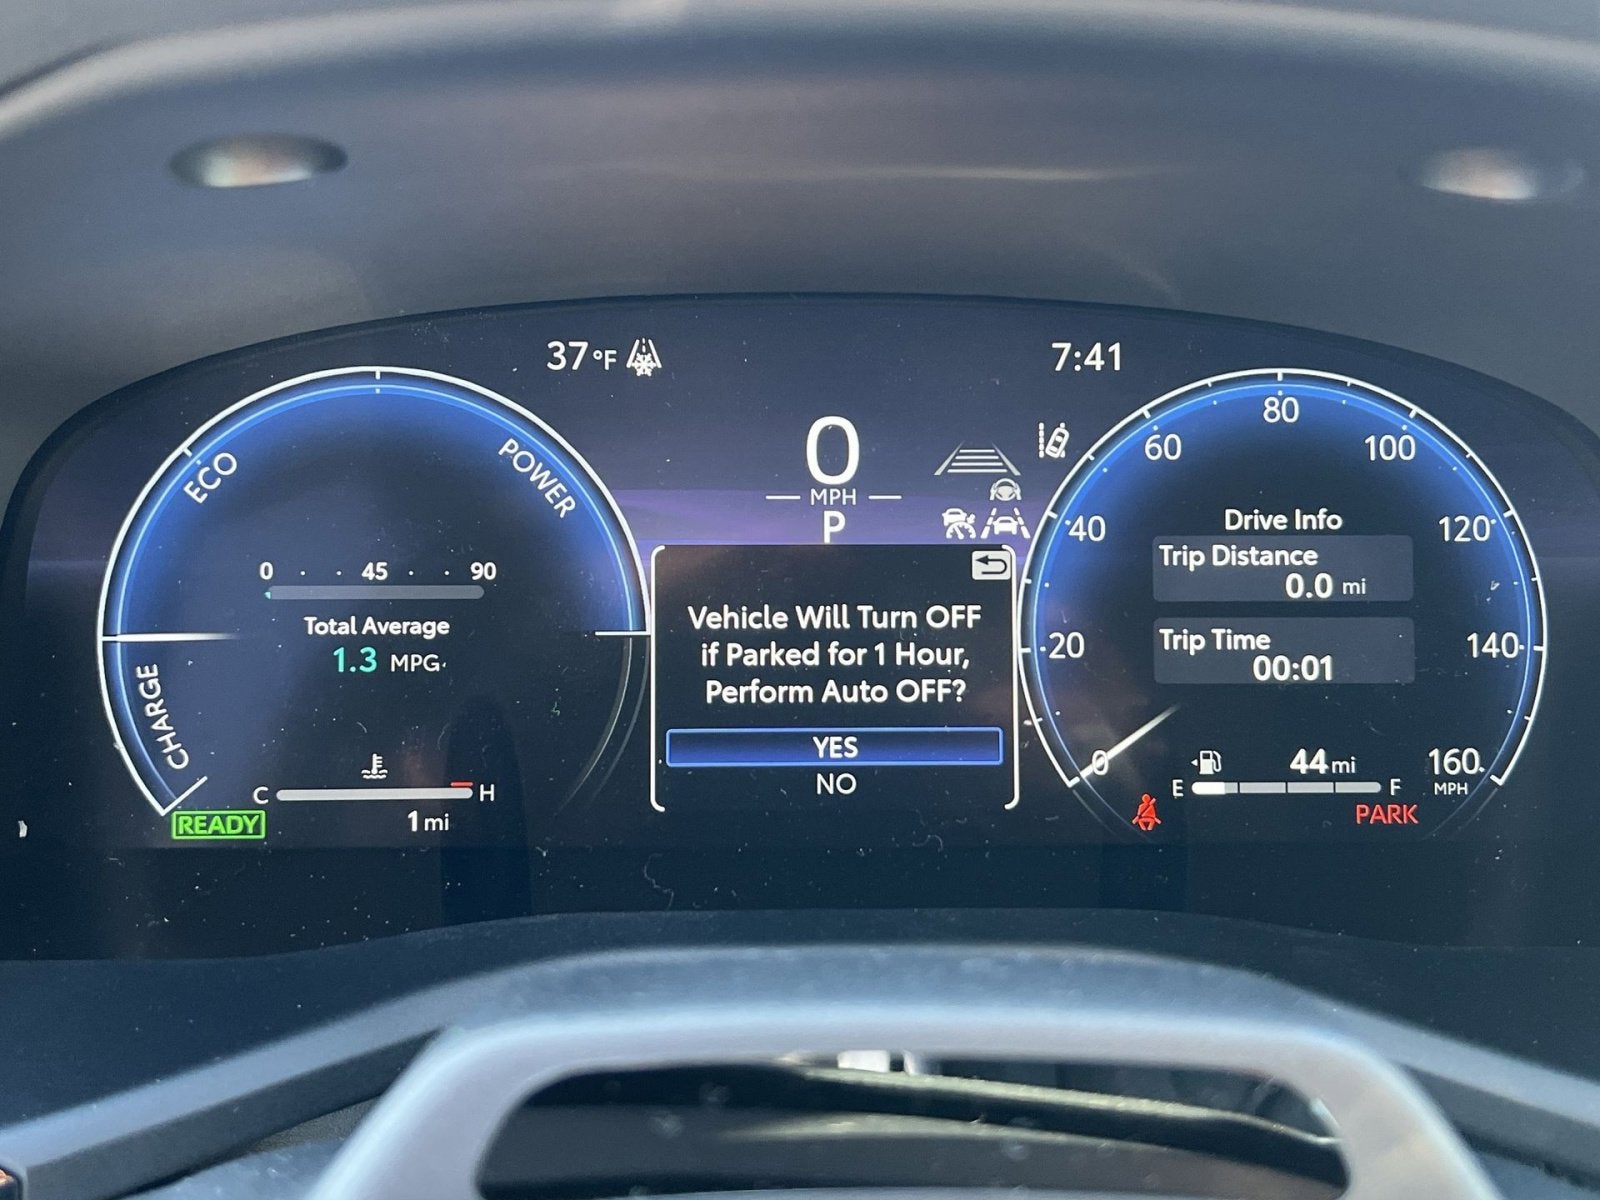 37°F
7:41
0
MPH
P
ECO
POWER
CHARGE
0 · · 45 · · 90
Total Average
1.3 MPG
C
H
READY
1 mi
Vehicle Will Turn OFF
if Parked for 1 Hour,
Perform Auto OFF?
YES
NO
0
20
40
60
80
100
120
140
160
MPH
Drive Info
Trip Distance
0.0 mi
Trip Time
00:01
44 mi
E
F
PARK